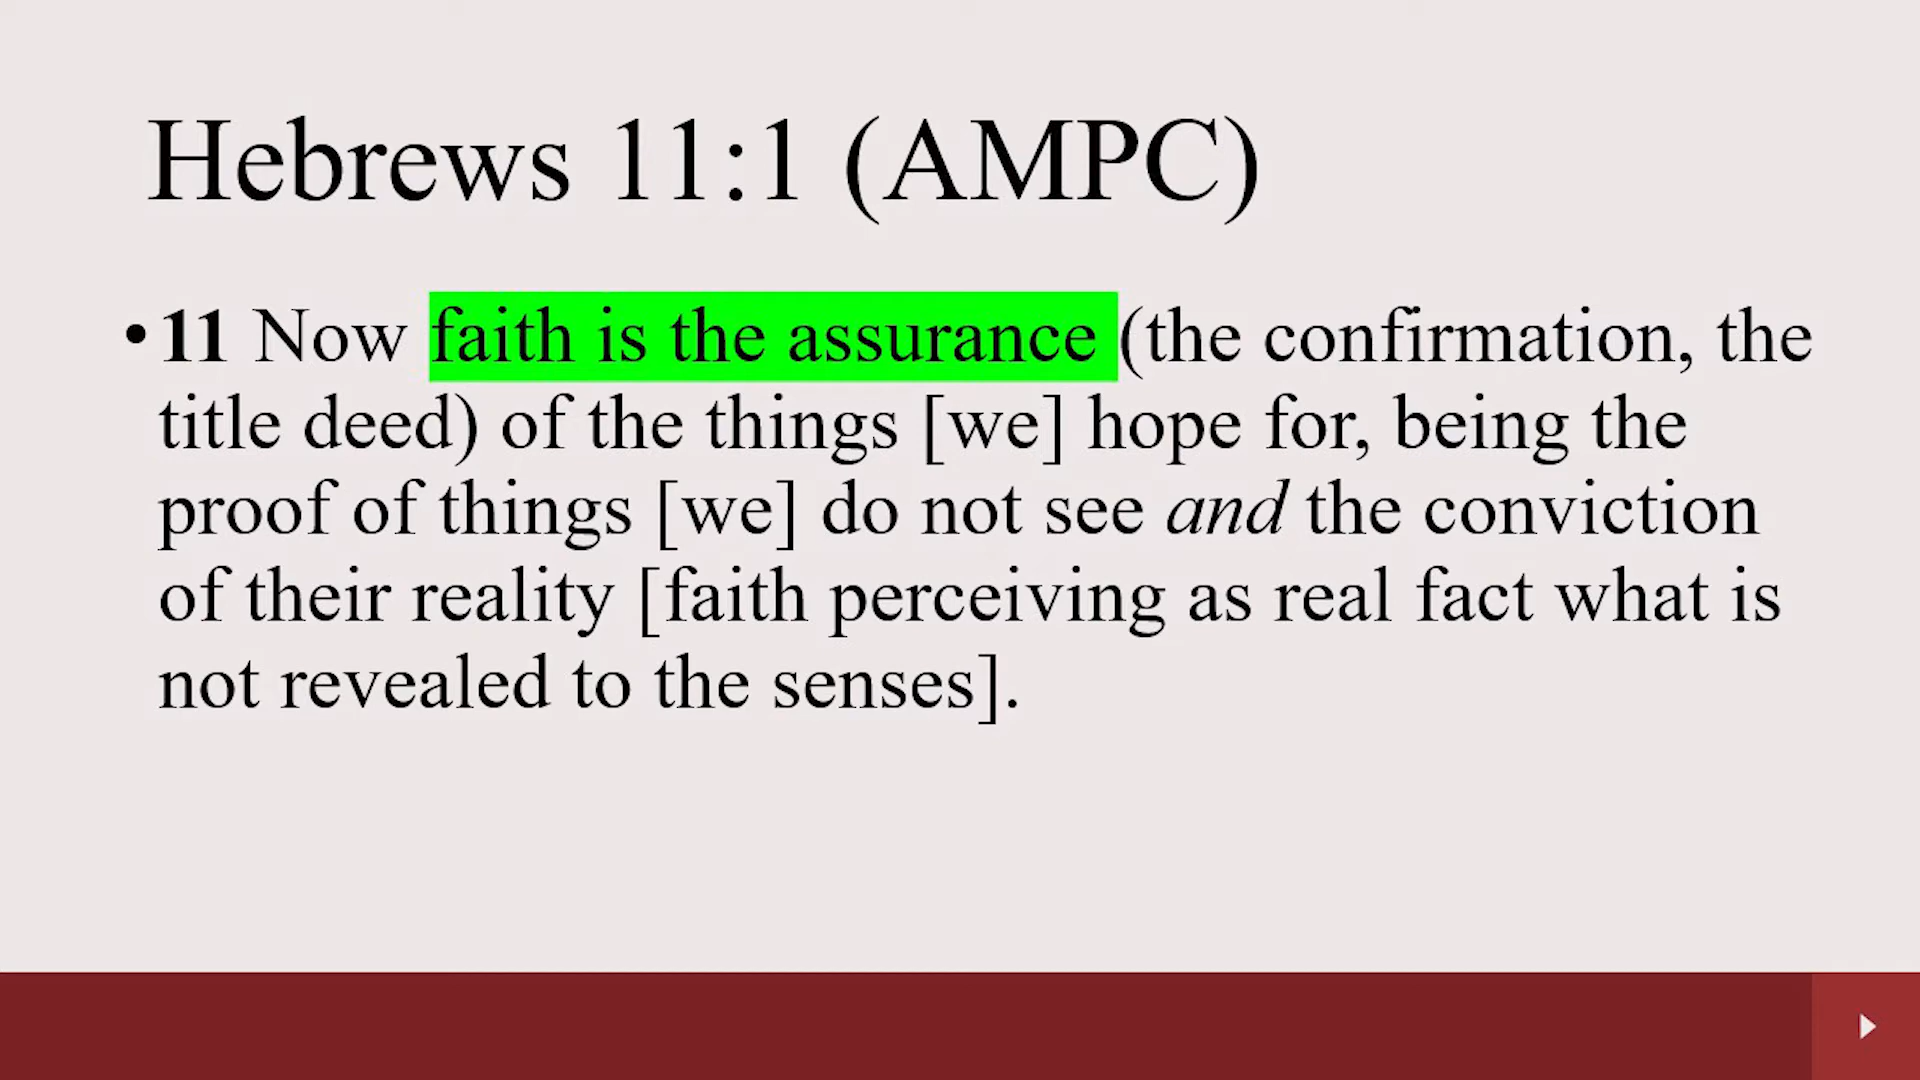 Hebrews 11:1 (AMPC)
•11 Now faith is the assurance (the confirmation, the
title deed) of the things [we] hope for, being the
proof of things [we] do not see and the conviction
of their reality [faith perceiving as real fact what is
not revealed to the senses].